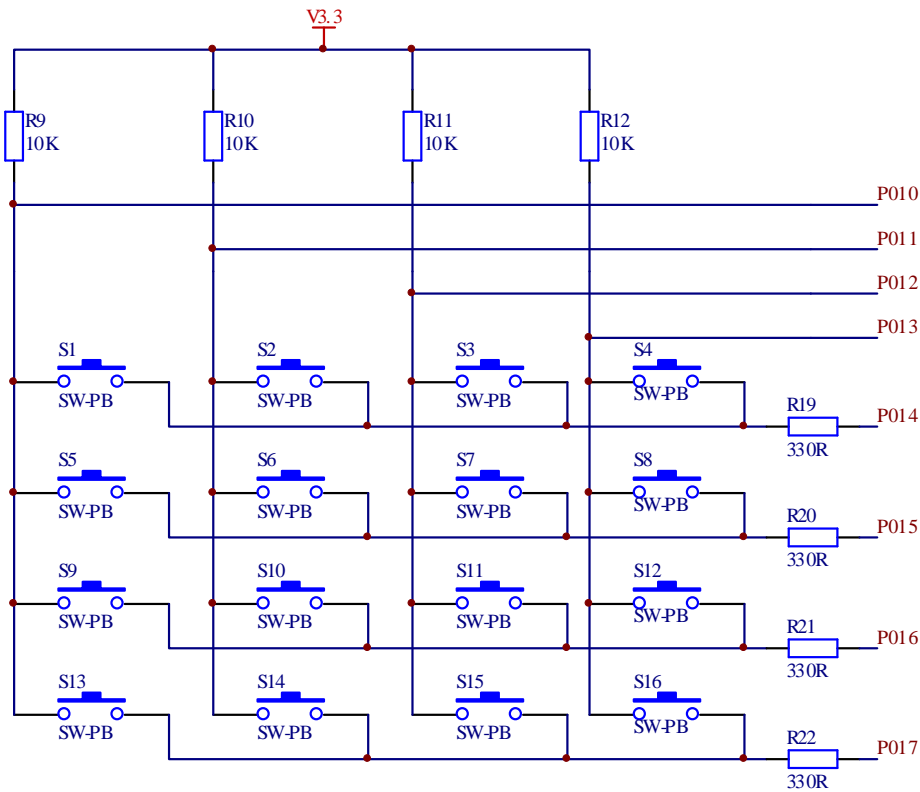 V3.3
R9 R10 R11 R12
10K 10K 10K 10K
P010
P011
P012
P013
S1 S2 S3 S4
SW-PB SW-PB SW-PB SW-PB
R19 P014
330R
S5 S6 S7 S8
SW-PB SW-PB SW-PB SW-PB
R20 P015
330R
S9 S10 S11 S12
SW-PB SW-PB SW-PB SW-PB
R21 P016
330R
S13 S14 S15 S16
SW-PB SW-PB SW-PB SW-PB
R22 P017
330R